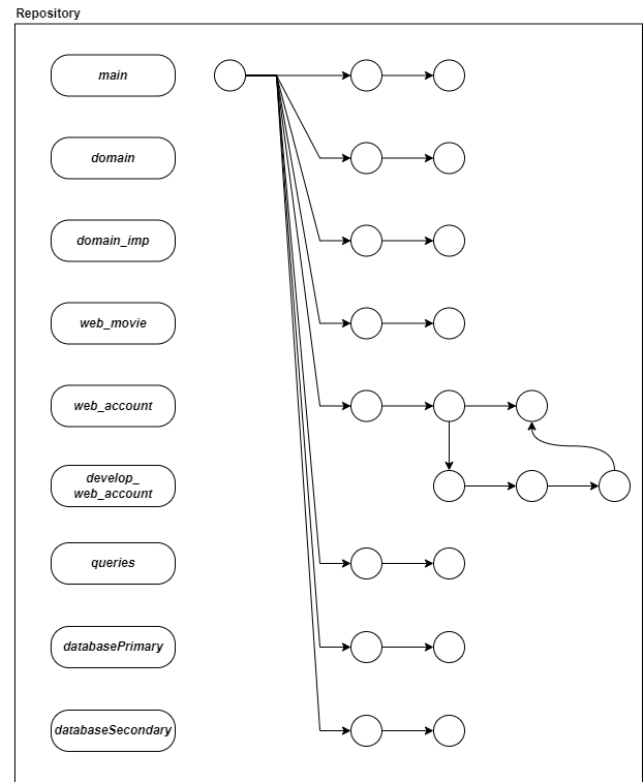 Repository
main
domain
domain_imp
web_movie
web_account
develop_
web_account
queries
databasePrimary
databaseSecondary